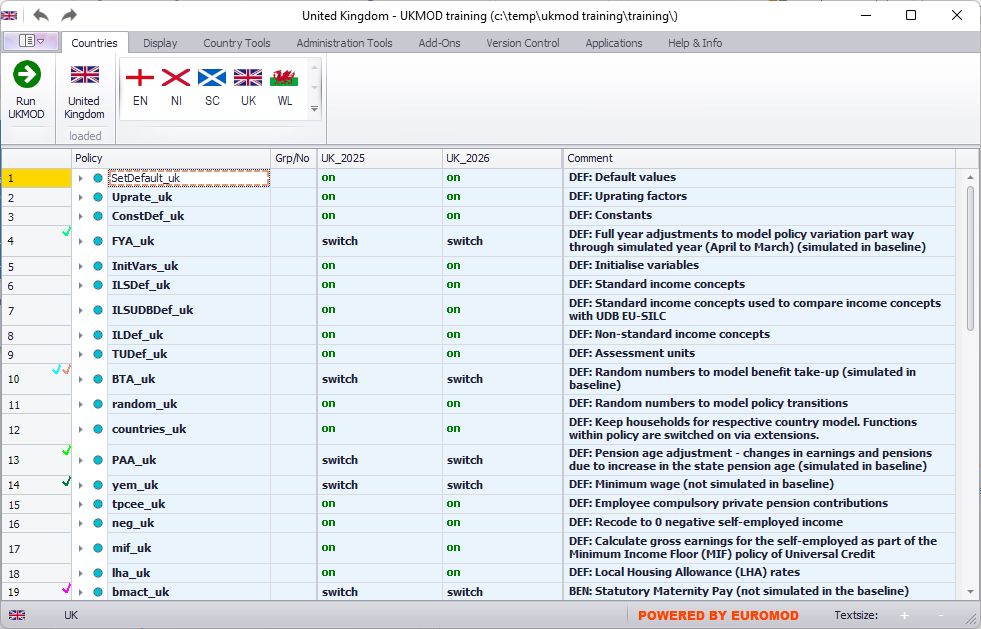 United Kingdom - UKMOD training (c:\temp\ukmod training\training\)
Countries Display Country Tools Administration Tools Add-Ons Version Control Applications Help & Info
Run UKMOD
United Kingdom
loaded
EN NI SC UK WL
Policy Grp/No UK_2025 UK_2026 Comment
1 SetDefault_uk on on DEF: Default values
2 Uprate_uk on on DEF: Uprating factors
3 ConstDef_uk on on DEF: Constants
4 FYA_uk switch switch DEF: Full year adjustments to model policy variation part way
through simulated year (April to March) (simulated in baseline)
5 InitVars_uk on on DEF: Initialise variables
6 ILSDef_uk on on DEF: Standard income concepts
7 ILSUDBDef_uk on on DEF: Standard income concepts used to compare income concepts
with UDB EU-SILC
8 ILDef_uk on on DEF: Non-standard income concepts
9 TUDef_uk on on DEF: Assessment units
10 BTA_uk switch switch DEF: Random numbers to model benefit take-up (simulated in
baseline)
11 random_uk on on DEF: Random numbers to model policy transitions
12 countries_uk on on DEF: Keep households for respective country model. Functions
within policy are switched on via extensions.
13 PAA_uk switch switch DEF: Pension age adjustment - changes in earnings and pensions
due to increase in the state pension age (simulated in baseline)
14 yem_uk switch switch DEF: Minimum wage (not simulated in baseline)
15 tpcee_uk on on DEF: Employee compulsory private pension contributions
16 neg_uk on on DEF: Recode to 0 negative self-employed income
17 mif_uk on on DEF: Calculate gross earnings for the self-employed as part of the
Minimum Income Floor (MIF) policy of Universal Credit
18 lha_uk on on DEF: Local Housing Allowance (LHA) rates
19 bmact_uk switch switch BEN: Statutory Maternity Pay (not simulated in the baseline)
UK POWERED BY EUROMOD Textsize: + -